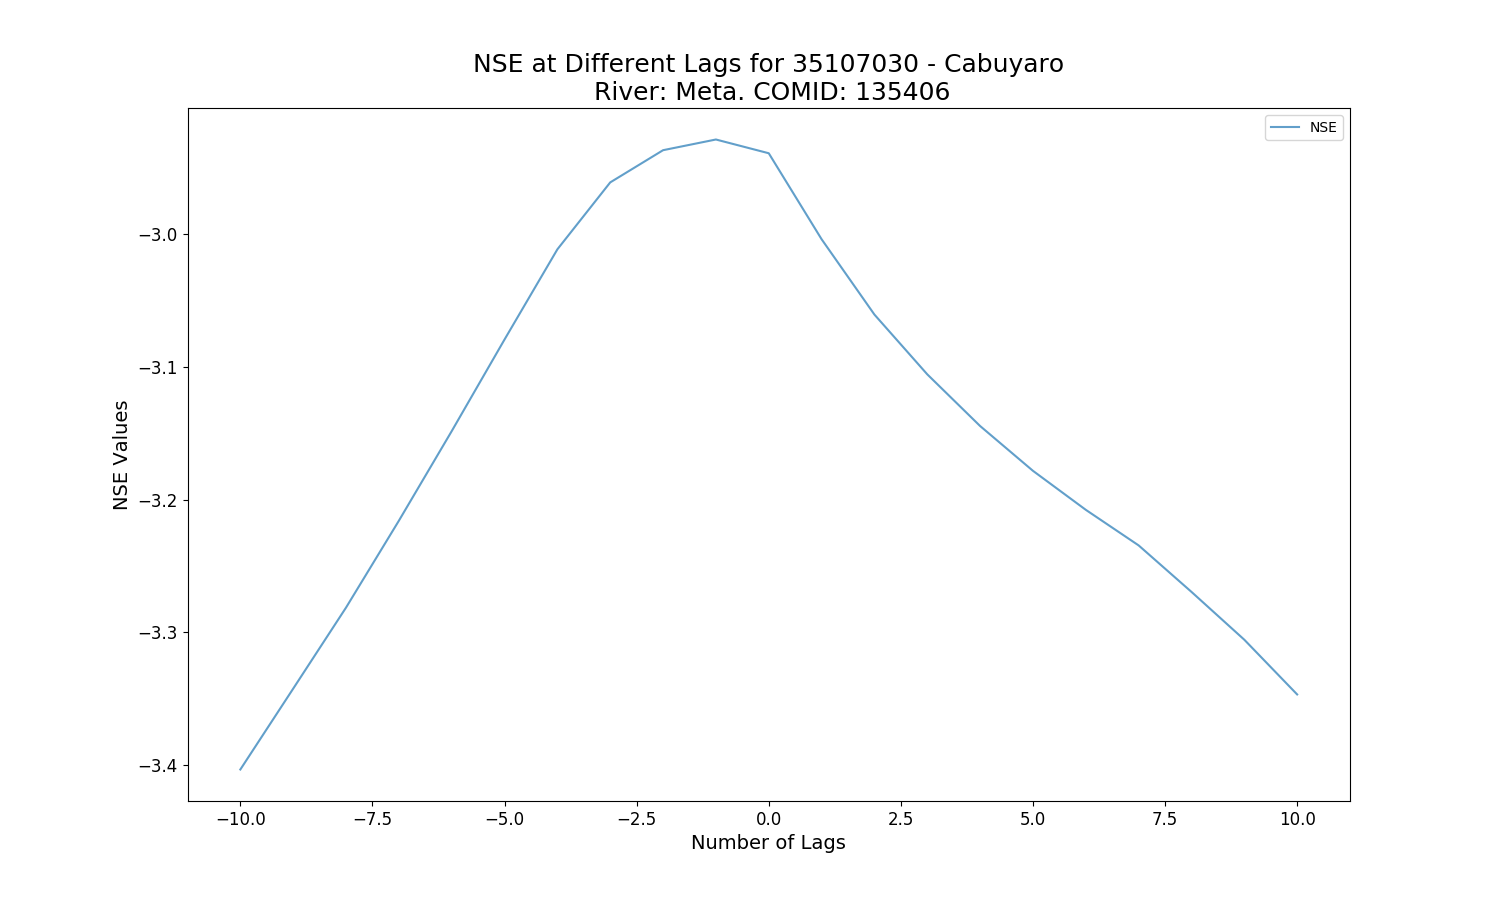 NSE at Different Lags for 35107030 - Cabuyaro
River: Meta. COMID: 135406
NSE
−3.0
−3.1
−3.2
−3.3
−3.4
NSE Values
−10.0 −7.5 −5.0 −2.5 0.0 2.5 5.0 7.5 10.0
Number of Lags